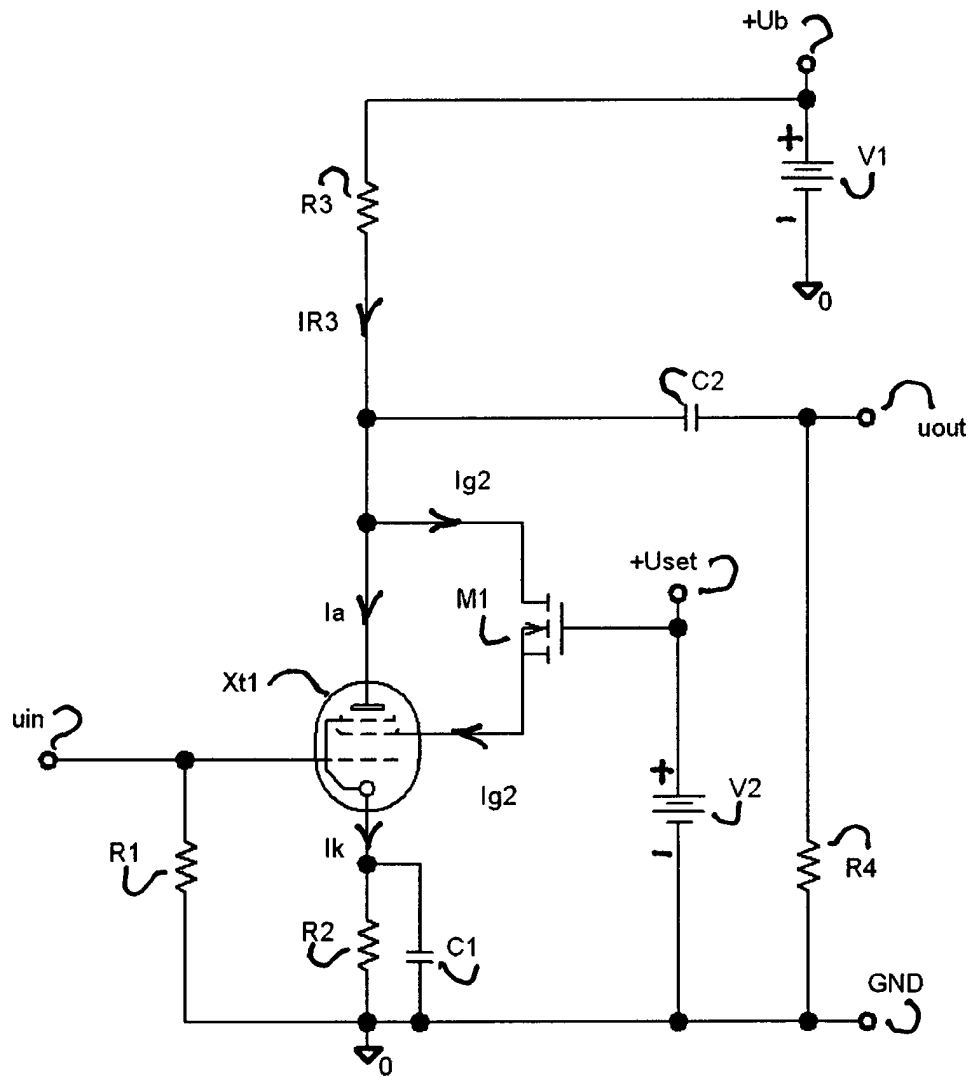 +Ub
+
V1
R3
-
0
IR3
C2
uout
Ig2
+Uset
M1
Ia
Xt1
uin
+
V2
Ig2
R1
Ik
-
R4
R2
C1
GND
0